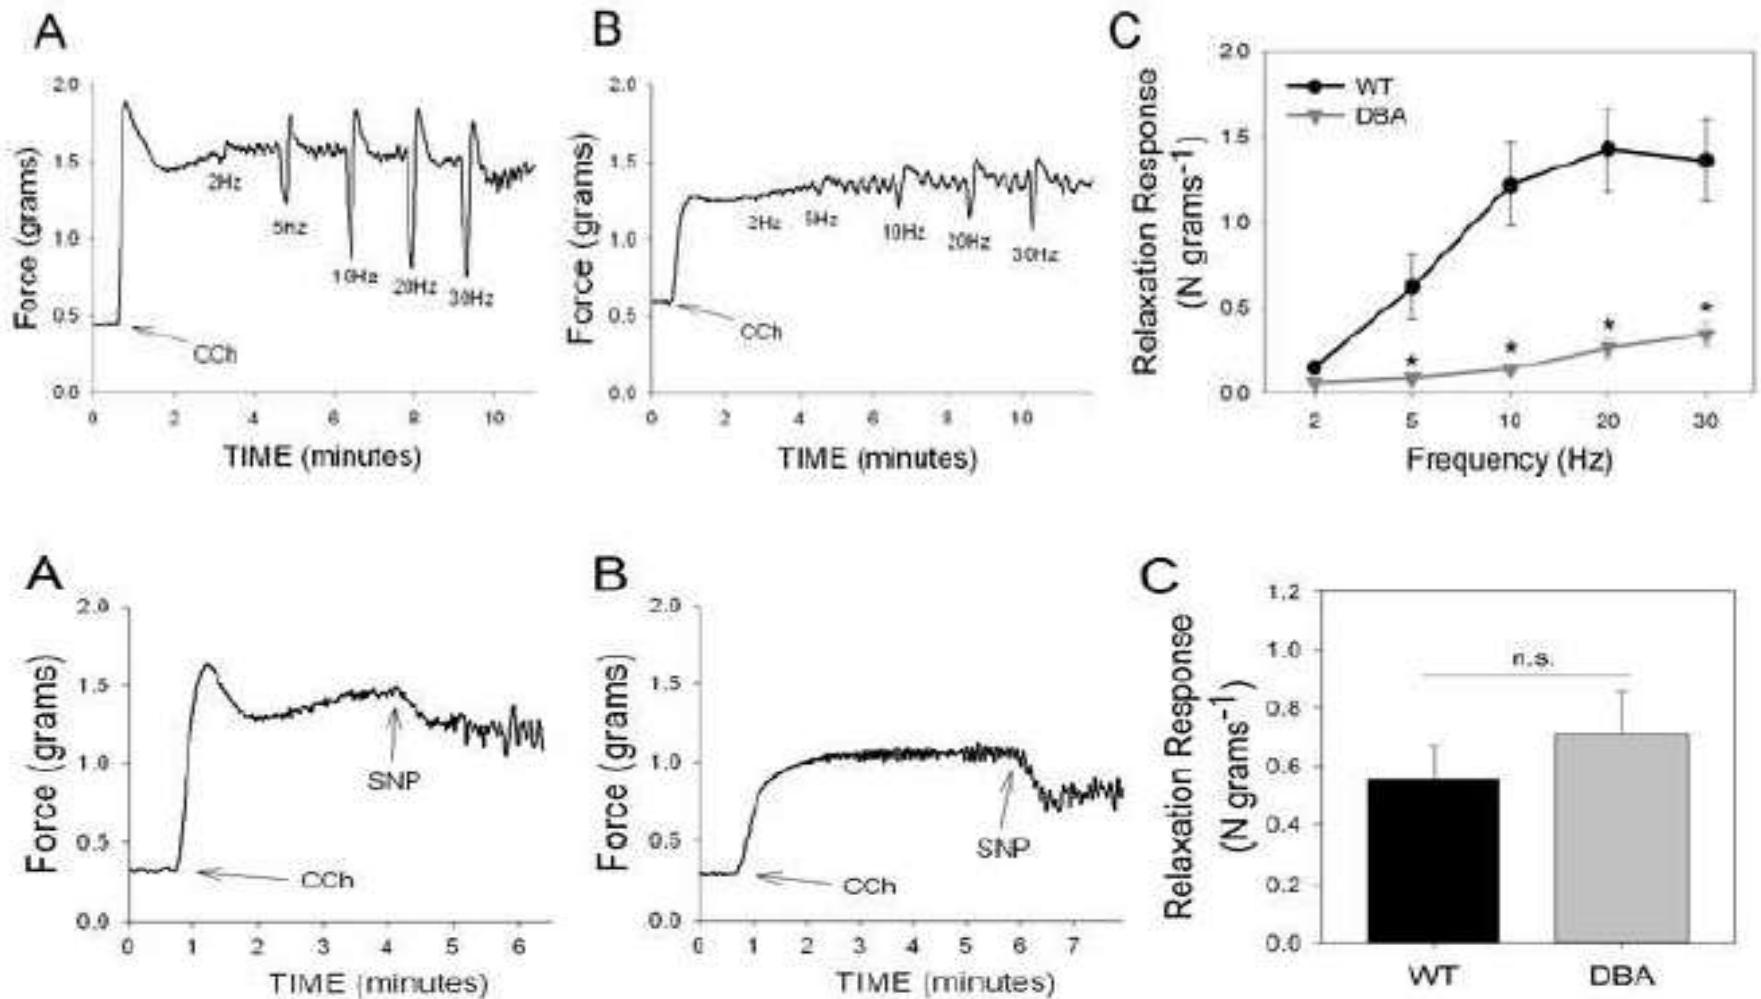 A
2.0
1.5
1.0
0.5
0.0
Force (grams)
2Hz
5Hz
10Hz
20Hz
30Hz
CCh
0 2 4 6 8 10
TIME (minutes)
B
2.0
1.5
1.0
0.5
0.0
Force (grams)
2Hz
5Hz
10Hz
20Hz
30Hz
CCh
0 2 4 6 8 10
TIME (minutes)
C
2.0
1.5
1.0
0.5
0.0
Relaxation Response
(N grams⁻¹)
WT
DBA
* * * *
2 5 10 20 30
Frequency (Hz)
A
2.0
1.5
1.0
0.5
0.0
Force (grams)
SNP
CCh
0 1 2 3 4 5 6
TIME (minutes)
B
2.0
1.5
1.0
0.5
0.0
Force (grams)
SNP
CCh
0 1 2 3 4 5 6 7
TIME (minutes)
C
1.2
1.0
0.8
0.6
0.4
0.2
0.0
Relaxation Response
(N grams⁻¹)
n.s.
WT DBA